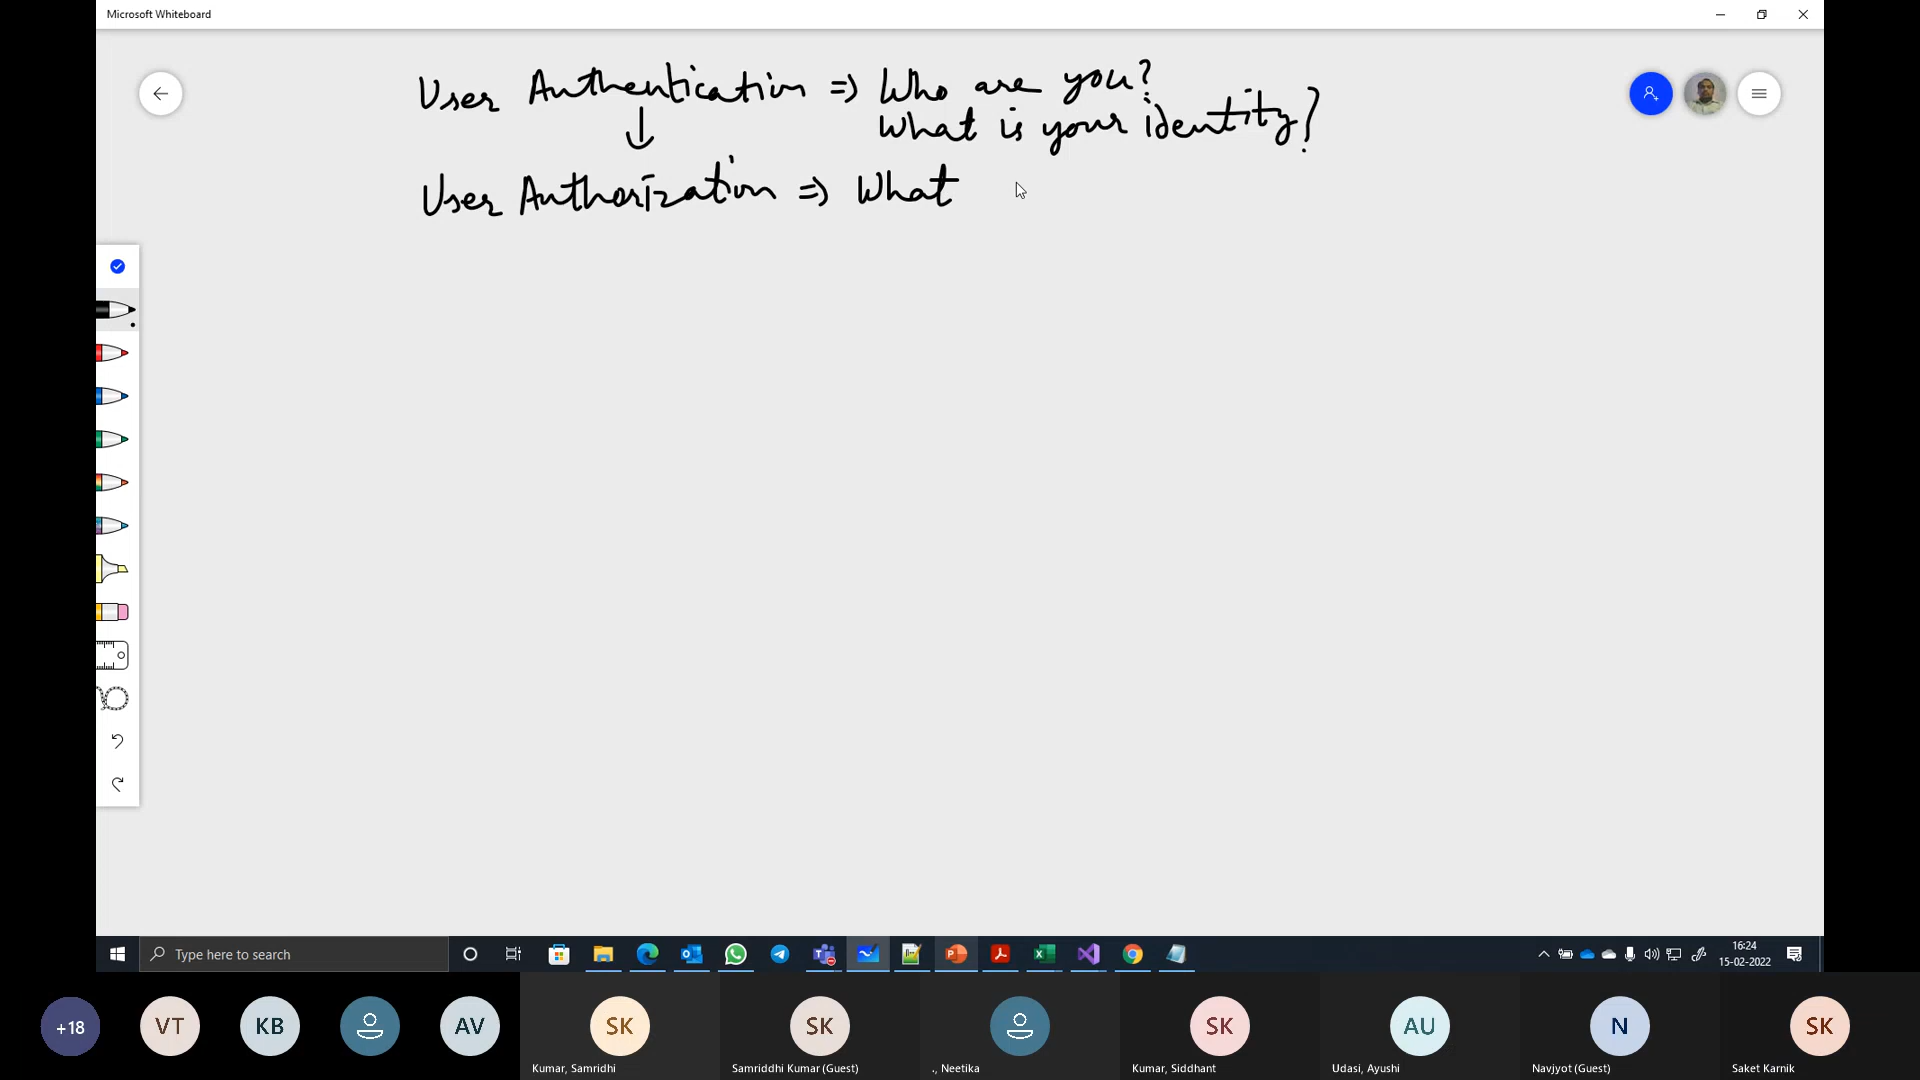 Microsoft Whiteboard
User Authentication => Who are you?
What is your identity?
User Authorization => What
Type here to search
16:24
15-02-2022
+18
VT
KB
AV
SK
SK
SK
AU
N
SK
Kumar, Samridhi
Samriddhi Kumar (Guest)
., Neetika
Kumar, Siddhant
Udasi, Ayushi
Navjyot (Guest)
Saket Karnik